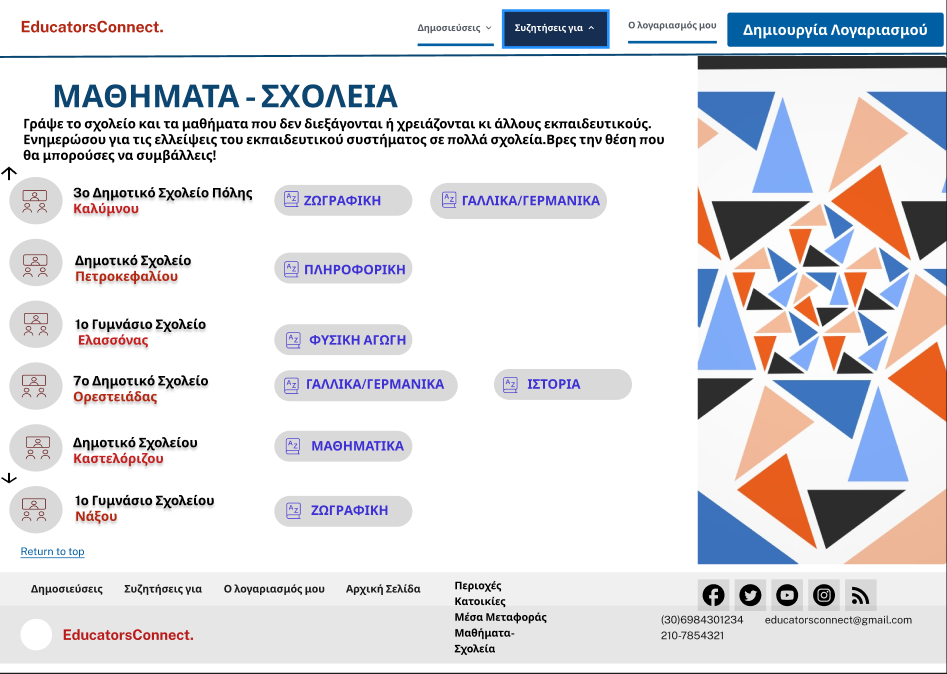 EducatorsConnect.
Δημοσιεύσεις
Συζητήσεις για
Ο λογαριασμός μου
Δημιουργία Λογαριασμού
ΜΑΘΗΜΑΤΑ - ΣΧΟΛΕΙΑ
Γράψε το σχολείο και τα μαθήματα που δεν διεξάγονται ή χρειάζονται κι άλλους εκπαιδευτικούς.
Ενημερώσου για τις ελλείψεις του εκπαιδευτικού συστήματος σε πολλά σχολεία.Βρες την θέση που
θα μπορούσες να συμβάλλεις!
3ο Δημοτικό Σχολείο Πόλης
Καλύμνου
ΖΩΓΡΑΦΙΚΗ
ΓΑΛΛΙΚΑ/ΓΕΡΜΑΝΙΚΑ
Δημοτικό Σχολείο
Πετροκεφαλίου
ΠΛΗΡΟΦΟΡΙΚΗ
1ο Γυμνάσιο Σχολείο
Ελασσόνας
ΦΥΣΙΚΗ ΑΓΩΓΗ
7ο Δημοτικό Σχολείο
Ορεστειάδας
ΓΑΛΛΙΚΑ/ΓΕΡΜΑΝΙΚΑ
ΙΣΤΟΡΙΑ
Δημοτικό Σχολείου
Καστελόριζου
ΜΑΘΗΜΑΤΙΚΑ
1ο Γυμνάσιο Σχολείου
Νάξου
ΖΩΓΡΑΦΙΚΗ
Return to top
Δημοσιεύσεις
Συζητήσεις για
Ο λογαριασμός μου
Αρχική Σελίδα
Περιοχές
Κατοικίες
Μέσα Μεταφοράς
Μαθήματα-
Σχολεία
EducatorsConnect.
(30)6984301234
educatorsconnect@gmail.com
210-7854321